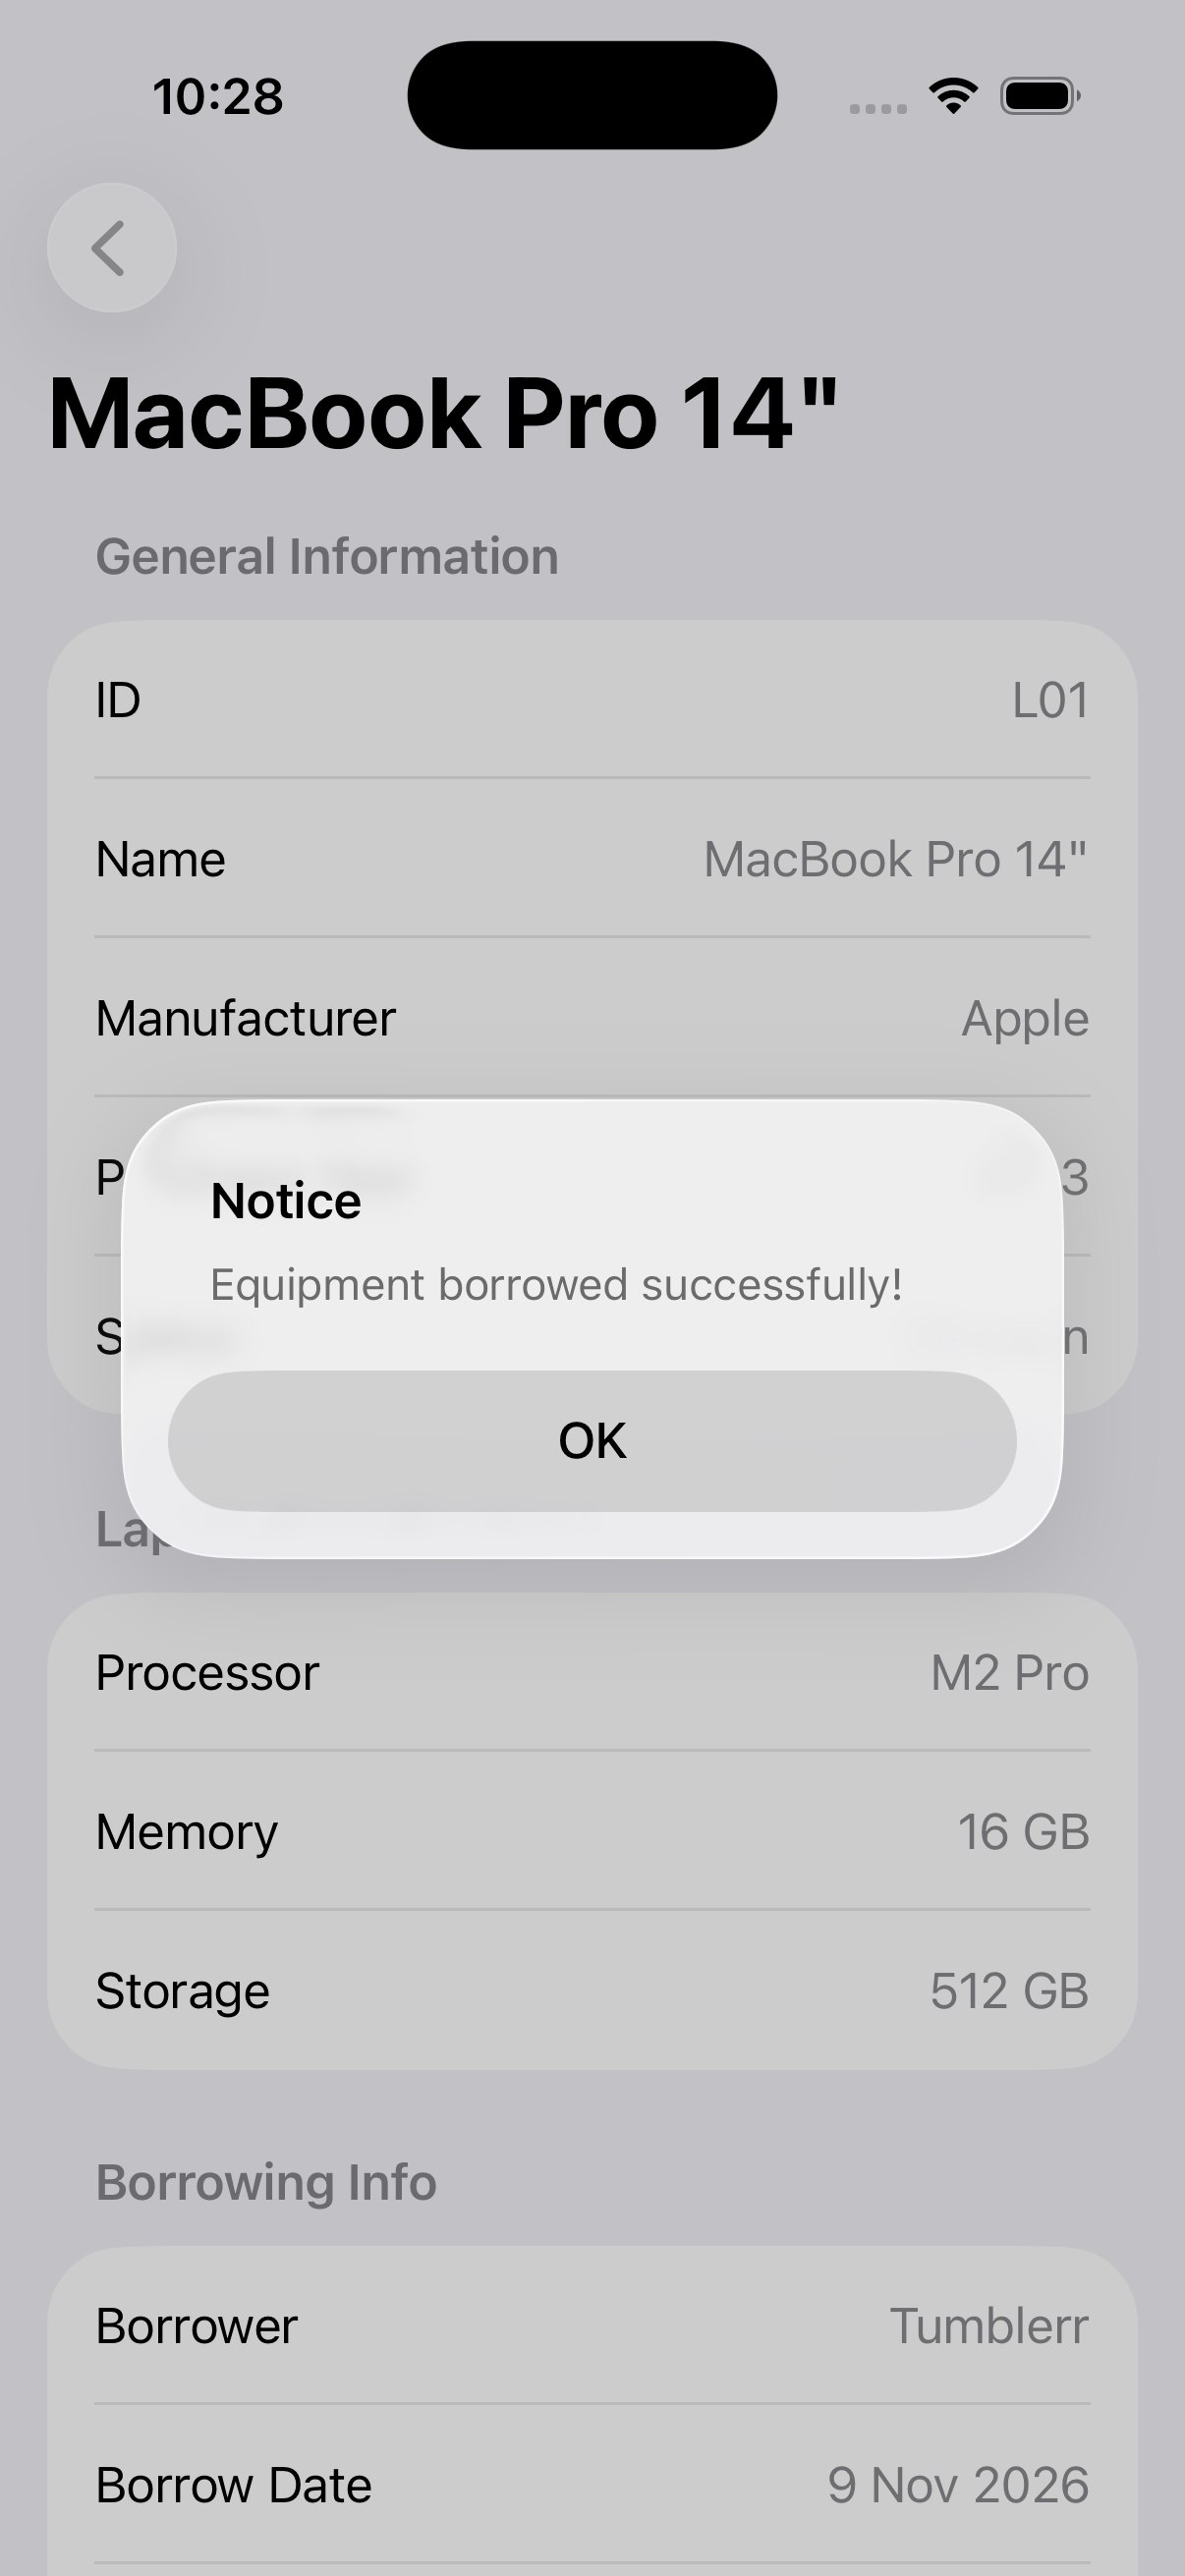 10:28
MacBook Pro 14"
General Information
ID L01
Name MacBook Pro 14"
Manufacturer Apple
Notice
Equipment borrowed successfully!
OK
Processor M2 Pro
Memory 16 GB
Storage 512 GB
Borrowing Info
Borrower Tumblerr
Borrow Date 9 Nov 2026